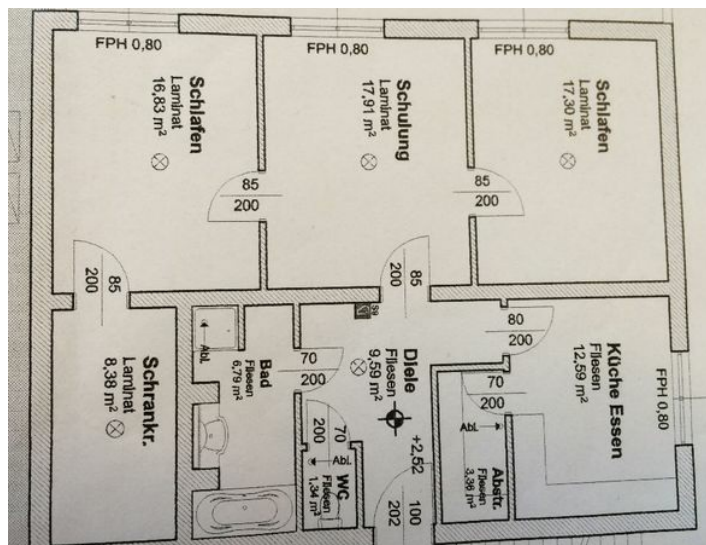 FPH 0,80
FPH 0,80
FPH 0,80
Schlafen
Laminat
16,83 m²
Schulung
Laminat
17,91 m²
Schlafen
Laminat
17,30 m²
85
200
85
200
85
200
85
200
Schrankr.
Laminat
8,38 m²
Abl.
Bad
Fliesen
6,79 m²
70
200
Diele
Fliesen
9,59 m²
+2,52
80
200
Küche Essen
Fliesen
12,59 m²
FPH 0,80
70
200
Abl.
WC
Fliesen
1,34 m²
70
200
Abl.
Abstr.
Fliesen
3,36 m²
100
202